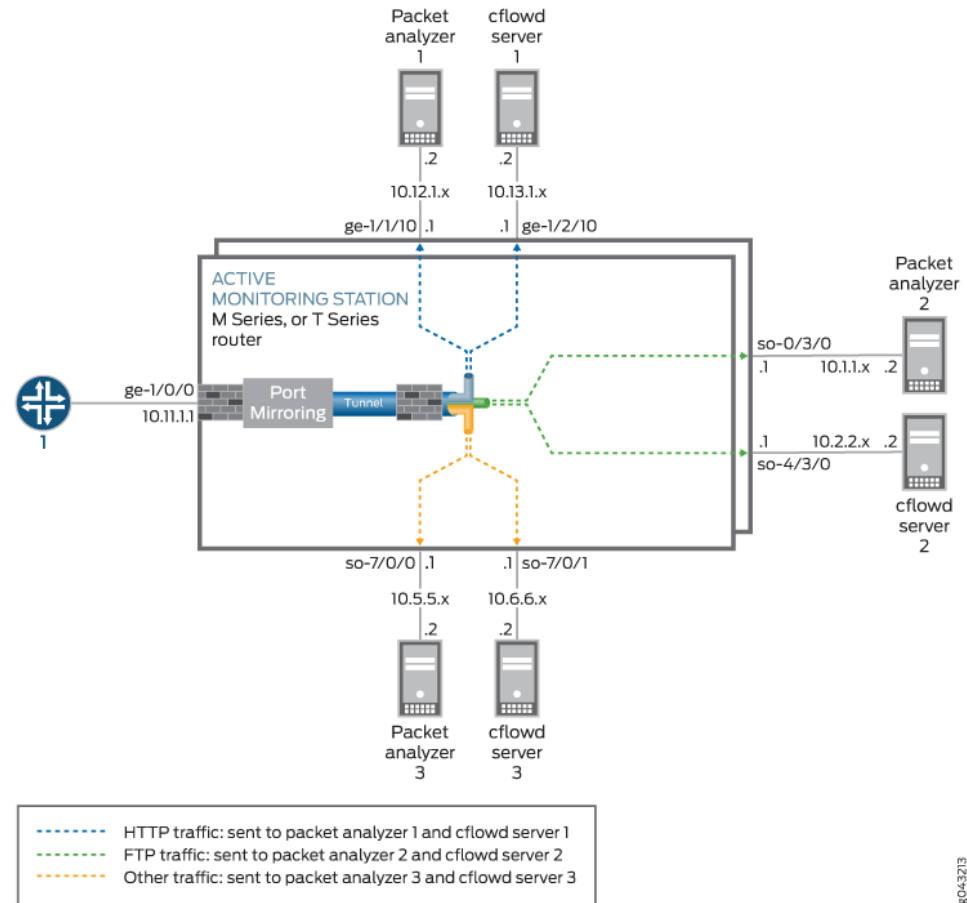 Packet
analyzer
1
cflowd
server
1
.2
.2
10.12.1.x
10.13.1.x
ge-1/1/10 .1
.1 ge-1/2/10
ACTIVE
MONITORING STATION
M Series, or T Series
router
Packet
analyzer
2
so-0/3/0
.1 10.1.1.x .2
ge-1/0/0
10.11.1.1
Port
Mirroring
Tunnel
1
.1 10.2.2.x .2
so-4/3/0
cflowd
server
2
so-7/0/0 .1
.1 so-7/0/1
10.5.5.x
10.6.6.x
.2
.2
Packet
analyzer
3
cflowd
server
3
HTTP traffic: sent to packet analyzer 1 and cflowd server 1
FTP traffic: sent to packet analyzer 2 and cflowd server 2
Other traffic: sent to packet analyzer 3 and cflowd server 3
g043213